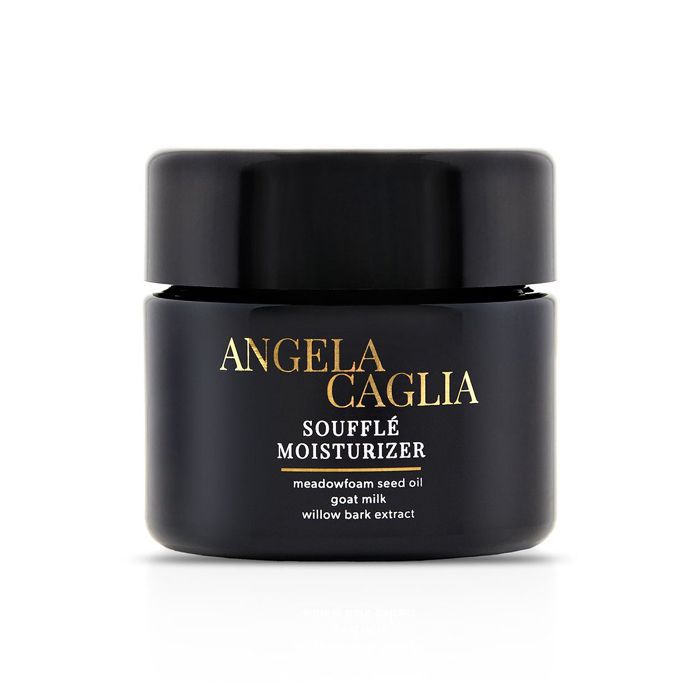 ANGELA
CAGLIA
SOUFFLÉ
MOISTURIZER
meadowfoam seed oil
goat milk
willow bark extract